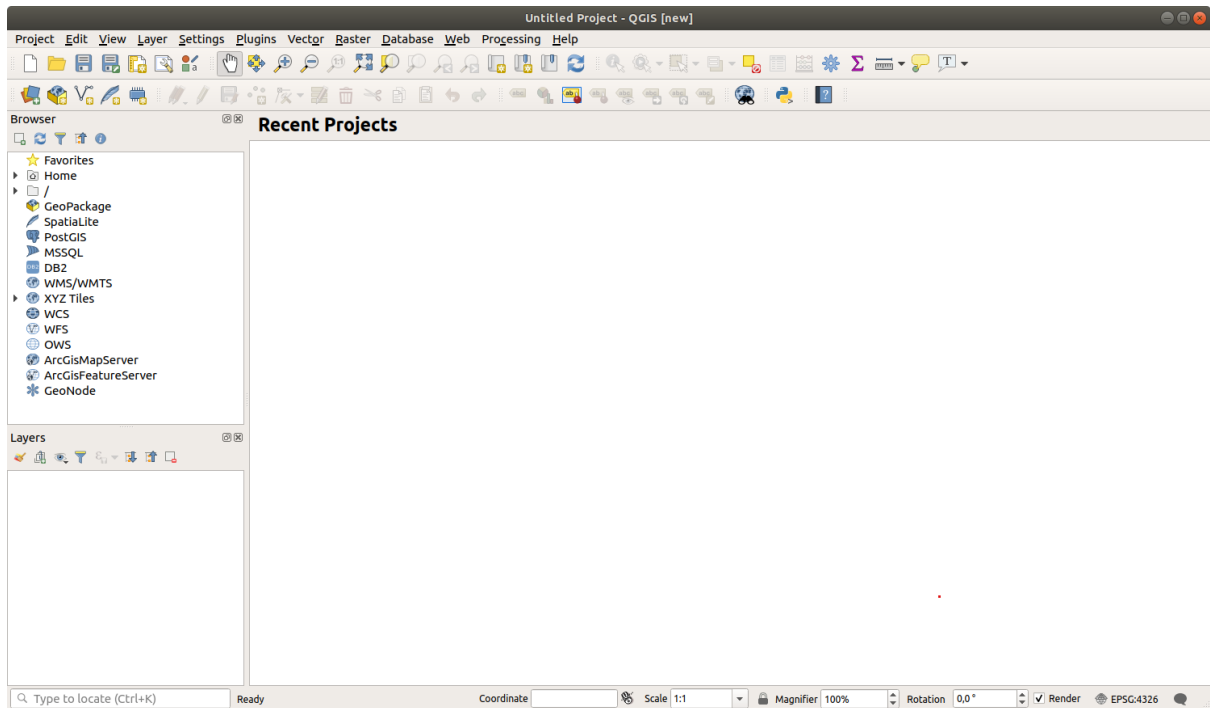 Untitled Project - QGIS [new]
Project Edit View Layer Settings Plugins Vector Raster Database Web Processing Help
Browser
Recent Projects
Favorites
Home
/
GeoPackage
SpatiaLite
PostGIS
MSSQL
DB2
WMS/WMTS
XYZ Tiles
WCS
WFS
OWS
ArcGisMapServer
ArcGisFeatureServer
GeoNode
Layers
Type to locate (Ctrl+K) Ready Coordinate Scale 1:1 Magnifier 100% Rotation 0,0 ° Render EPSG:4326